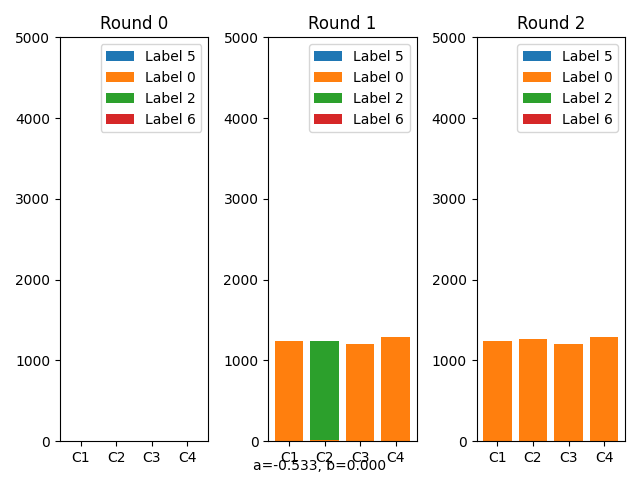 Round 0
5000
4000
3000
2000
1000
0
Label 5
Label 0
Label 2
Label 6
C1 C2 C3 C4
Round 1
5000
4000
3000
2000
1000
0
Label 5
Label 0
Label 2
Label 6
C1 C2 C3 C4
Round 2
5000
4000
3000
2000
1000
0
Label 5
Label 0
Label 2
Label 6
C1 C2 C3 C4
a=-0.533, b=0.000